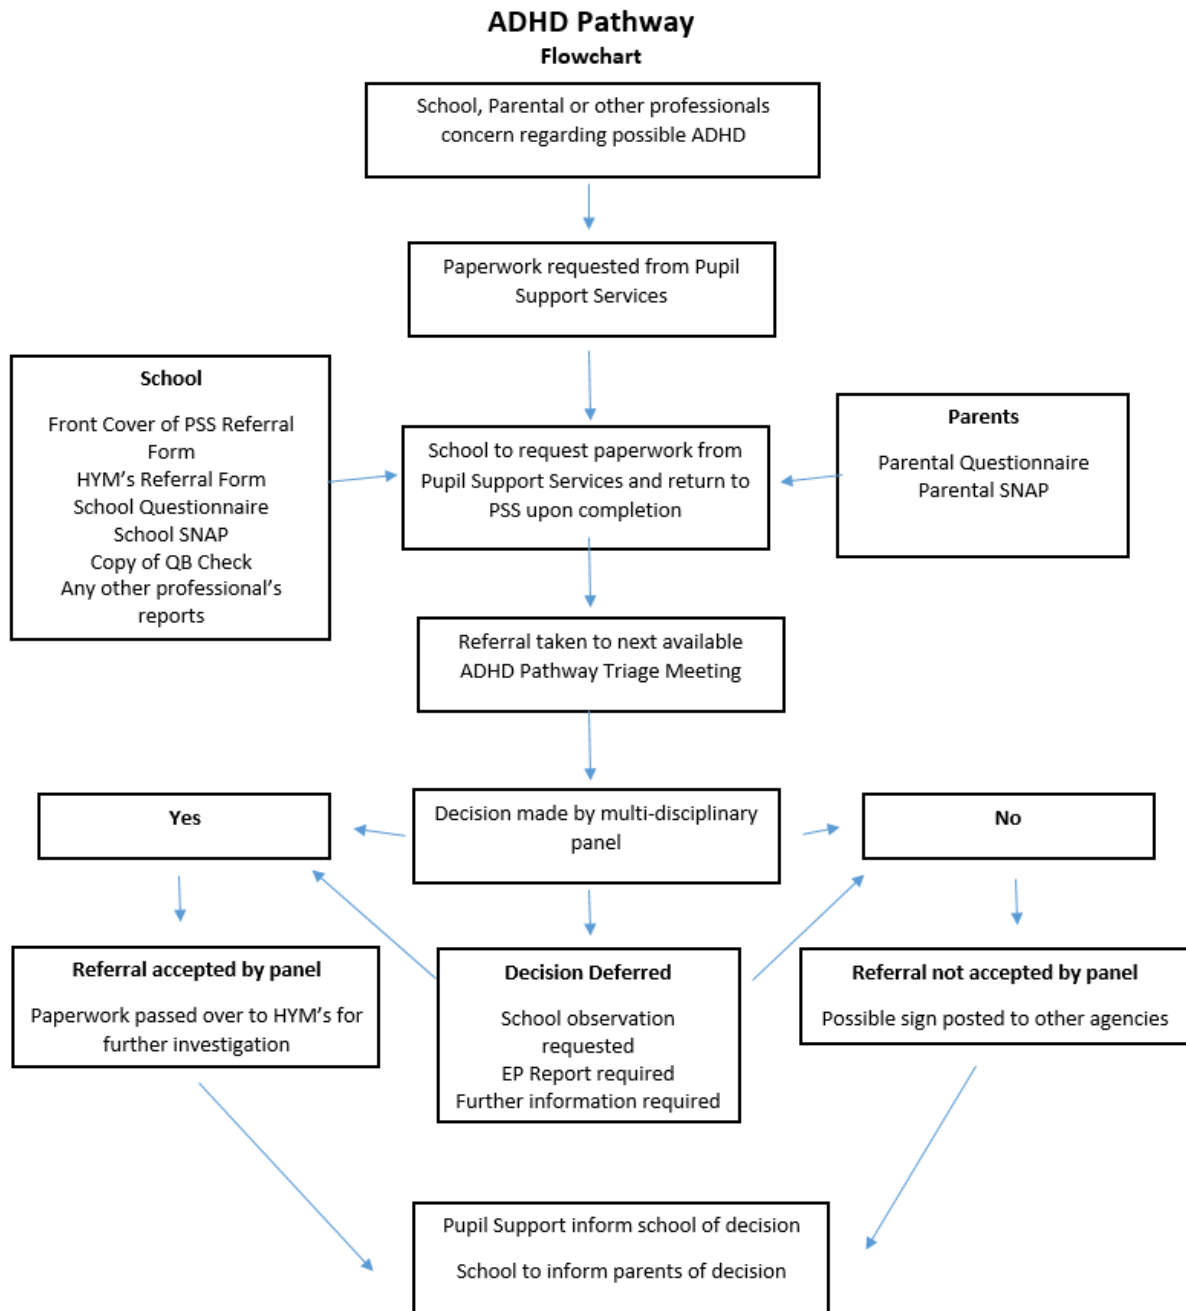 ADHD Pathway
Flowchart
School, Parental or other professionals
concern regarding possible ADHD
Paperwork requested from Pupil
Support Services
School
Front Cover of PSS Referral
Form
HYM’s Referral Form
School Questionnaire
School SNAP
Copy of QB Check
Any other professional’s
reports
School to request paperwork from
Pupil Support Services and return to
PSS upon completion
Parents
Parental Questionnaire
Parental SNAP
Referral taken to next available
ADHD Pathway Triage Meeting
Yes
Decision made by multi-disciplinary
panel
No
Referral accepted by panel
Paperwork passed over to HYM’s for
further investigation
Decision Deferred
School observation
requested
EP Report required
Further information required
Referral not accepted by panel
Possible sign posted to other agencies
Pupil Support inform school of decision
School to inform parents of decision